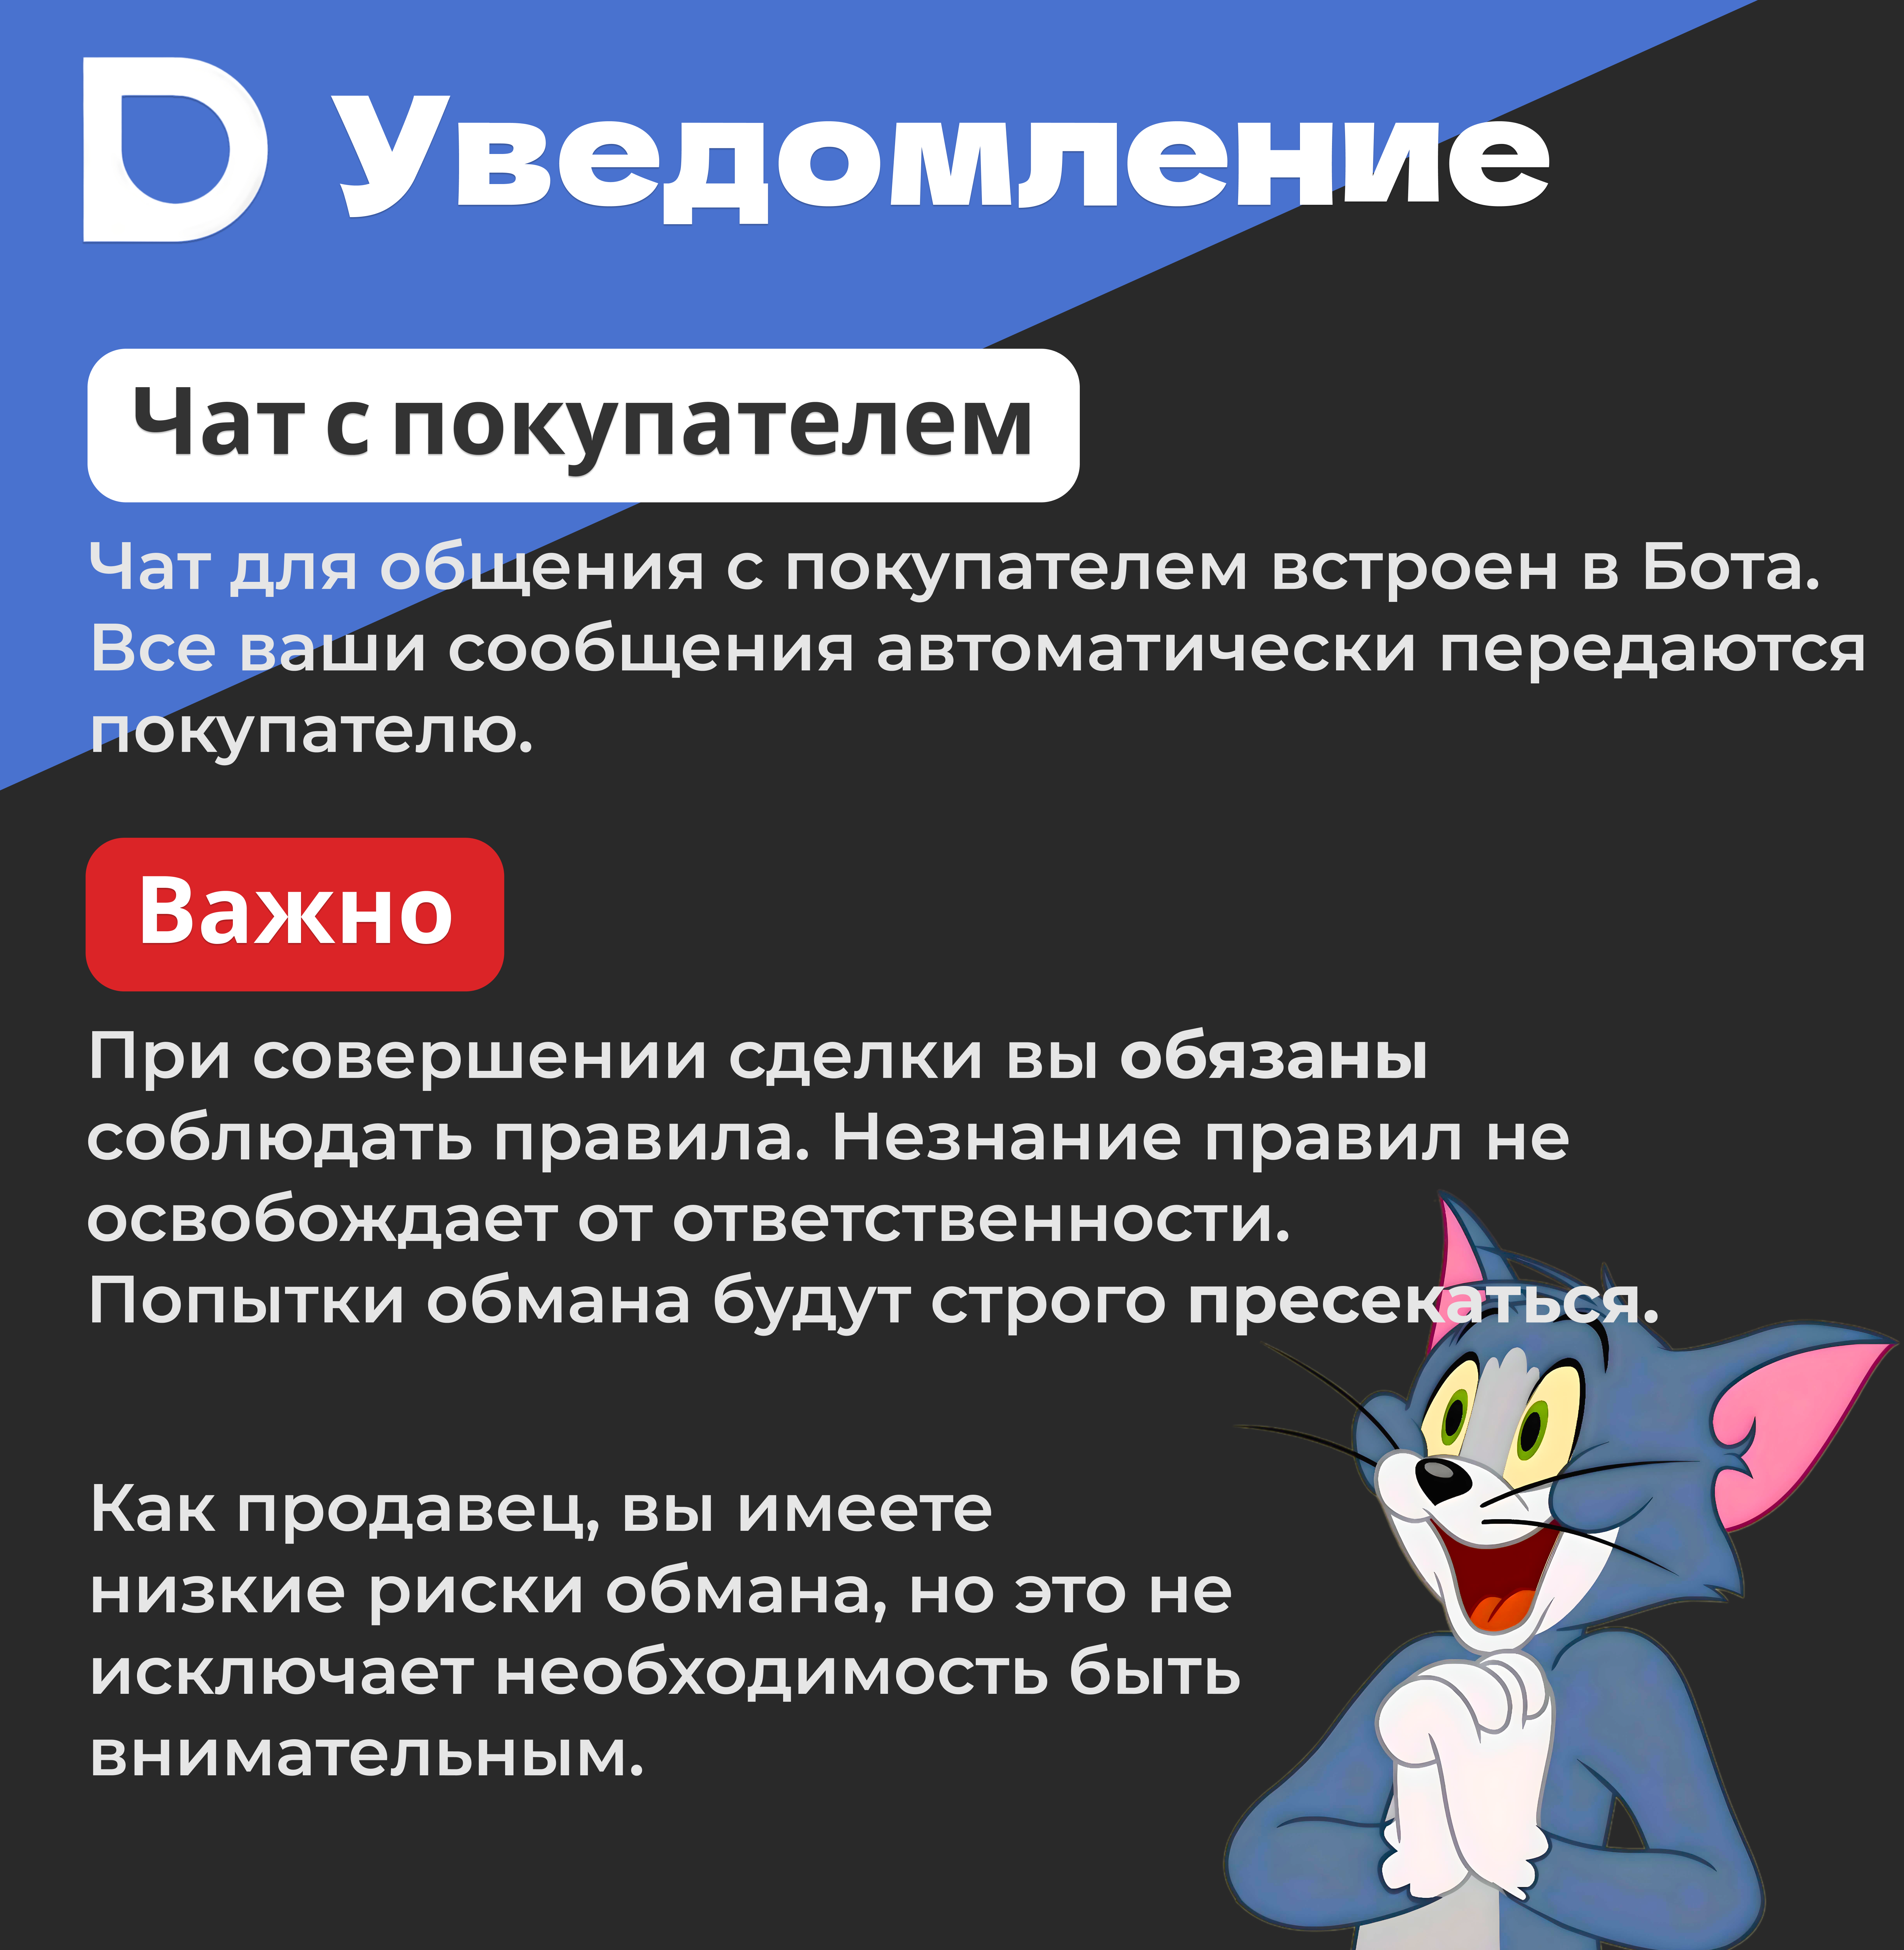 D Уведомление
Чат с покупателем
Чат для общения с покупателем встроен в Бота.
Все ваши сообщения автоматически передаются
покупателю.
Важно
При совершении сделки вы обязаны
соблюдать правила. Незнание правил не
освобождает от ответственности.
Попытки обмана будут строго пресекаться.
Как продавец, вы имеете
низкие риски обмана, но это не
исключает необходимость быть
внимательным.